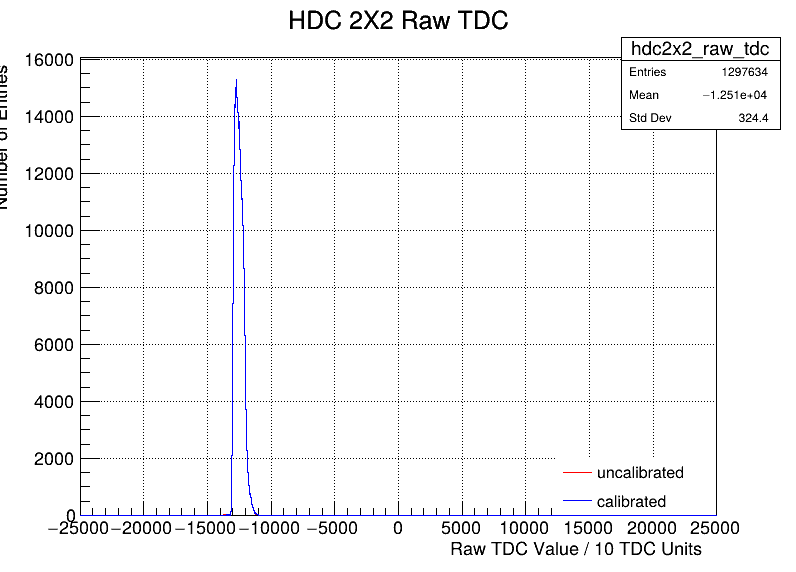 HDC 2X2 Raw TDC
hdc2x2_raw_tdc
Entries 1297634
Mean −1.251e+04
Std Dev 324.4
Number of Entries
16000
14000
12000
10000
8000
6000
4000
2000
0
−25000 −20000 −15000 −10000 −5000 0 5000 10000 15000 20000 25000
uncalibrated
calibrated
Raw TDC Value / 10 TDC Units